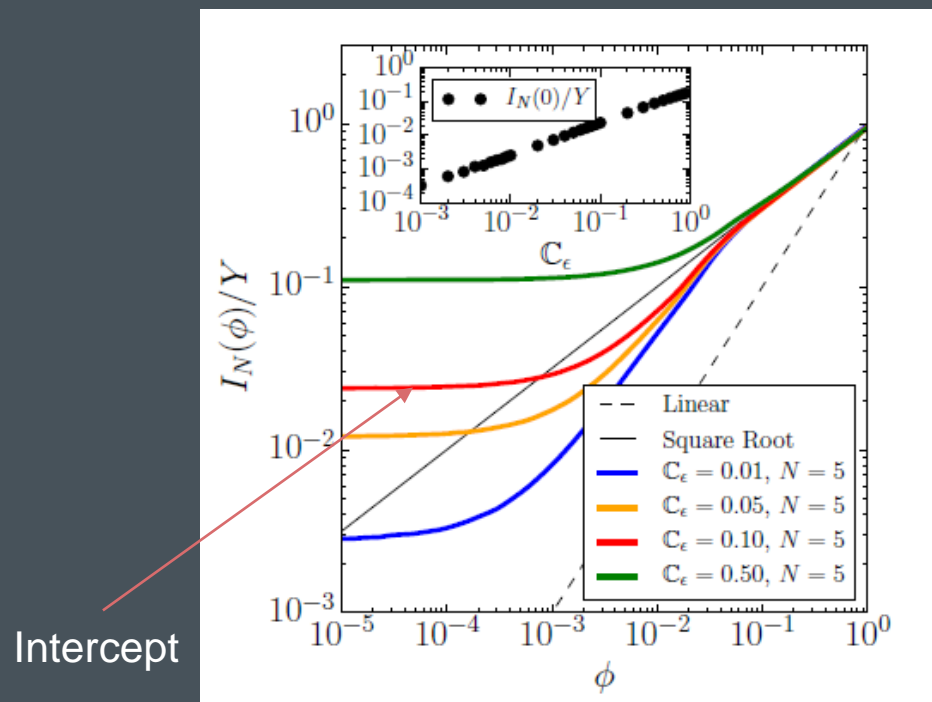 10^0
10^-1
10^-2
10^-3
10^-4
I_N(0)/Y
10^-3 10^-2 10^-1 10^0
ℂ_ϵ
I_N(ϕ)/Y
10^0
10^-1
10^-2
10^-3
Linear
Square Root
ℂ_ϵ = 0.01, N = 5
ℂ_ϵ = 0.05, N = 5
ℂ_ϵ = 0.10, N = 5
ℂ_ϵ = 0.50, N = 5
10^-5 10^-4 10^-3 10^-2 10^-1 10^0
ϕ
Intercept